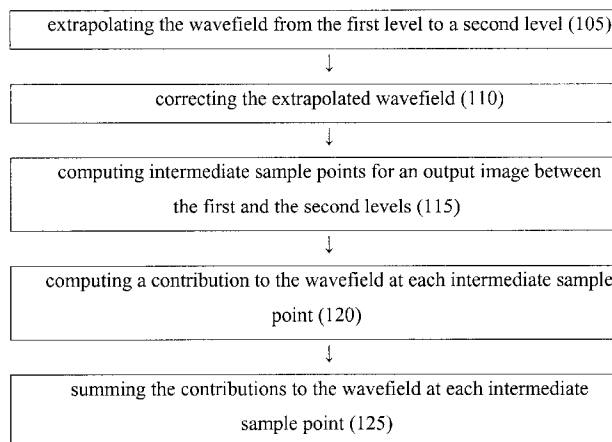 extrapolating the wavefield from the first level to a second level (105)
↓
correcting the extrapolated wavefield (110)
↓
computing intermediate sample points for an output image between
the first and the second levels (115)
↓
computing a contribution to the wavefield at each intermediate sample
point (120)
↓
summing the contributions to the wavefield at each intermediate
sample point (125)